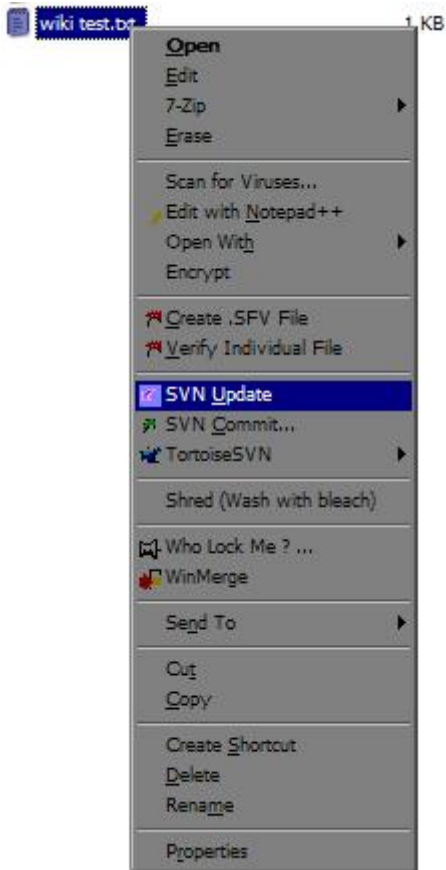 wiki test.txt 1 KB
Open
Edit
7-Zip
Erase
Scan for Viruses...
Edit with Notepad++
Open With
Encrypt
Create .SFV File
Verify Individual File
SVN Update
SVN Commit...
TortoiseSVN
Shred (Wash with bleach)
Who Lock Me ? ...
WinMerge
Send To
Cut
Copy
Create Shortcut
Delete
Rename
Properties